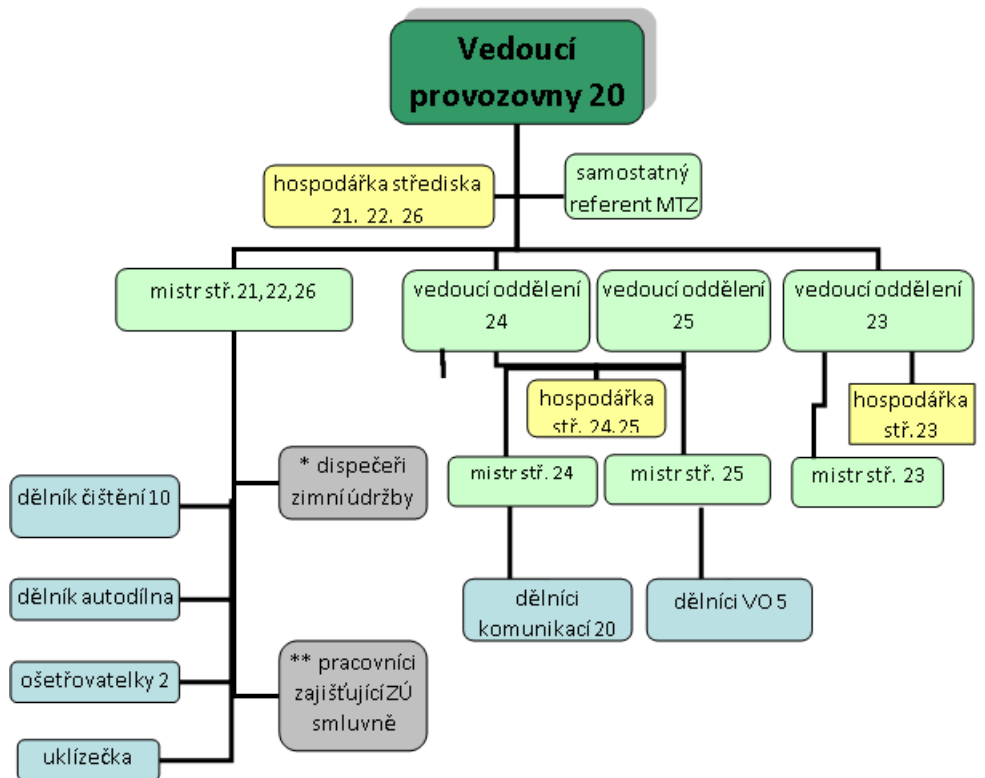 Vedoucí
provozovny 20
hospodářka střediska
21. 22. 26
samostatný
referent MTZ
mistr stř.21,22,26
vedoucí oddělení
24
vedoucí oddělení
25
vedoucí oddělení
23
hospodářka
stř. 24.25
hospodářka
stř.23
mistr stř. 24
mistr stř. 25
mistr stř. 23
* dispečeři
zimní údržby
dělník čištění 10
dělník autodílna
dělníci
komunikací 20
dělníci VO 5
ošetřovatelky 2
** pracovníci
zajišťující ZÚ
smluvně
uklízečka